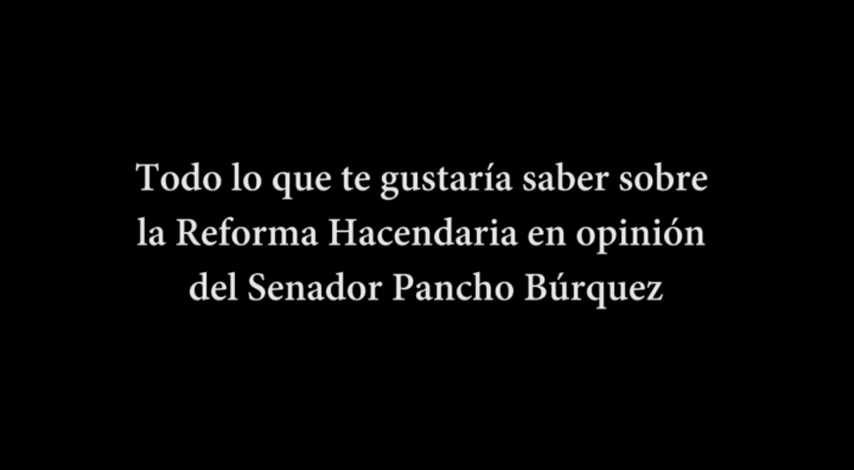 Todo lo que te gustaría saber sobre
la Reforma Hacendaria en opinión
del Senador Pancho Búrquez